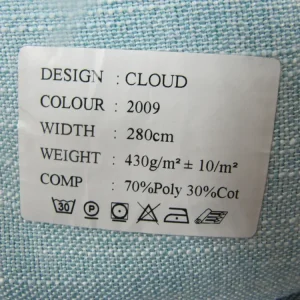 DESIGN : CLOUD
COLOUR : 2009
WIDTH : 280cm
WEIGHT : 430g/m² ± 10/m²
COMP : 70%Poly 30%Cot
30 P